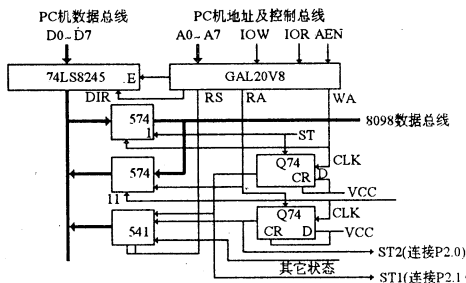 PC机数据总线
PC机地址及控制总线
D0~D7
A0~A7
IOW
IOR
AEN
74LS8245
E
GAL20V8
DIR
RS
RA
WA
574
1
ST
8098数据总线
574
11
Q74
CR
D
CLK
VCC
Q74
CR
D
CLK
VCC
541
ST2(连接P2.0)
其它状态
ST1(连接P2.1